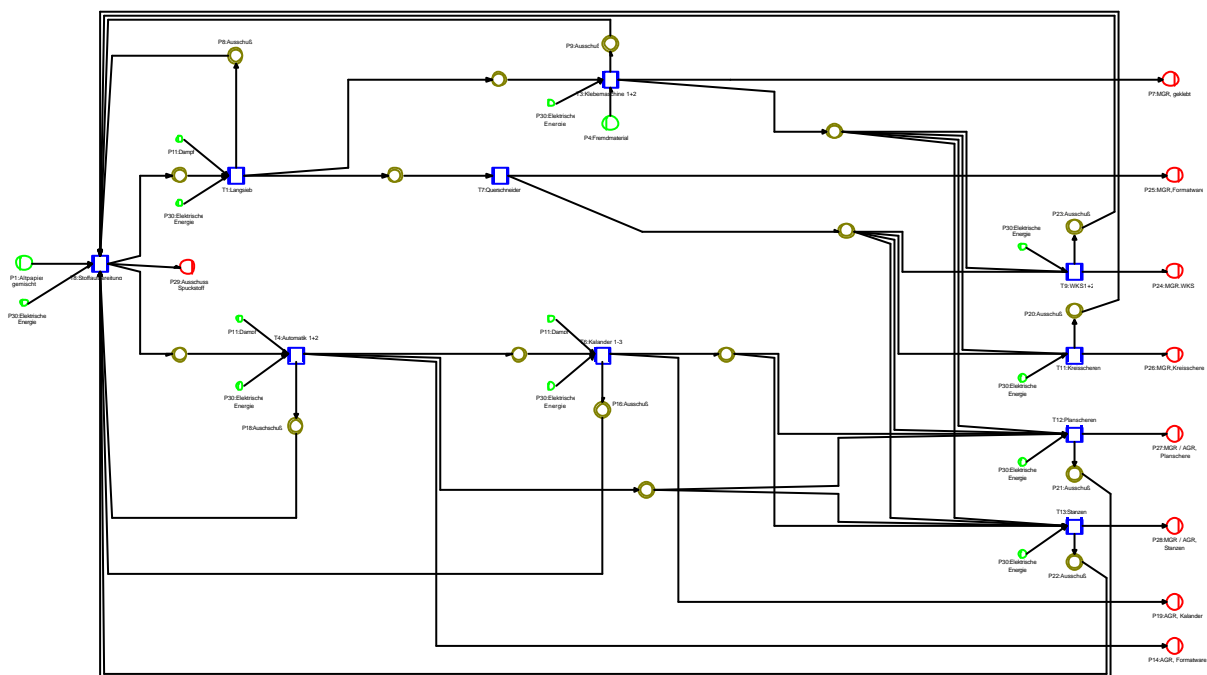 P8:Ausschuß
P9:Ausschuß
T3:Klebemaschine 1+2
P7:MGR, geklebt
P30:Elektrische
Energie
P4:Fremdmaterial
P11:Dampf
T1:Langsieb
T7:Querschneider
P25:MGR,Formatware
P30:Elektrische
Energie
P23:Ausschuß
P30:Elektrische
Energie
P1:Altpapier
gemischt
P29:Ausschuss
Spuckstoff
T9:WKS1+2
P24:MGR.WKS
P30:Elektrische
Energie
P20:Ausschuß
P11:Dampf
T4:Automatik 1+2
P11:Dampf
Kalander 1-3
T11:Kreisscheren
P26:MGR,Kreisschere
P30:Elektrische
Energie
P30:Elektrische
Energie
P30:Elektrische
Energie
P16:Ausschuß
P18:Auschschuß
T12:Planscheren
P27:MGR / AGR,
Planschere
P30:Elektrische
Energie
P21:Ausschuß
T13:Stanzen
P28:MGR / AGR,
Stanzen
P30:Elektrische
Energie
P22:Ausschuß
P19:AGR, Kalander
P14:AGR, Formatware